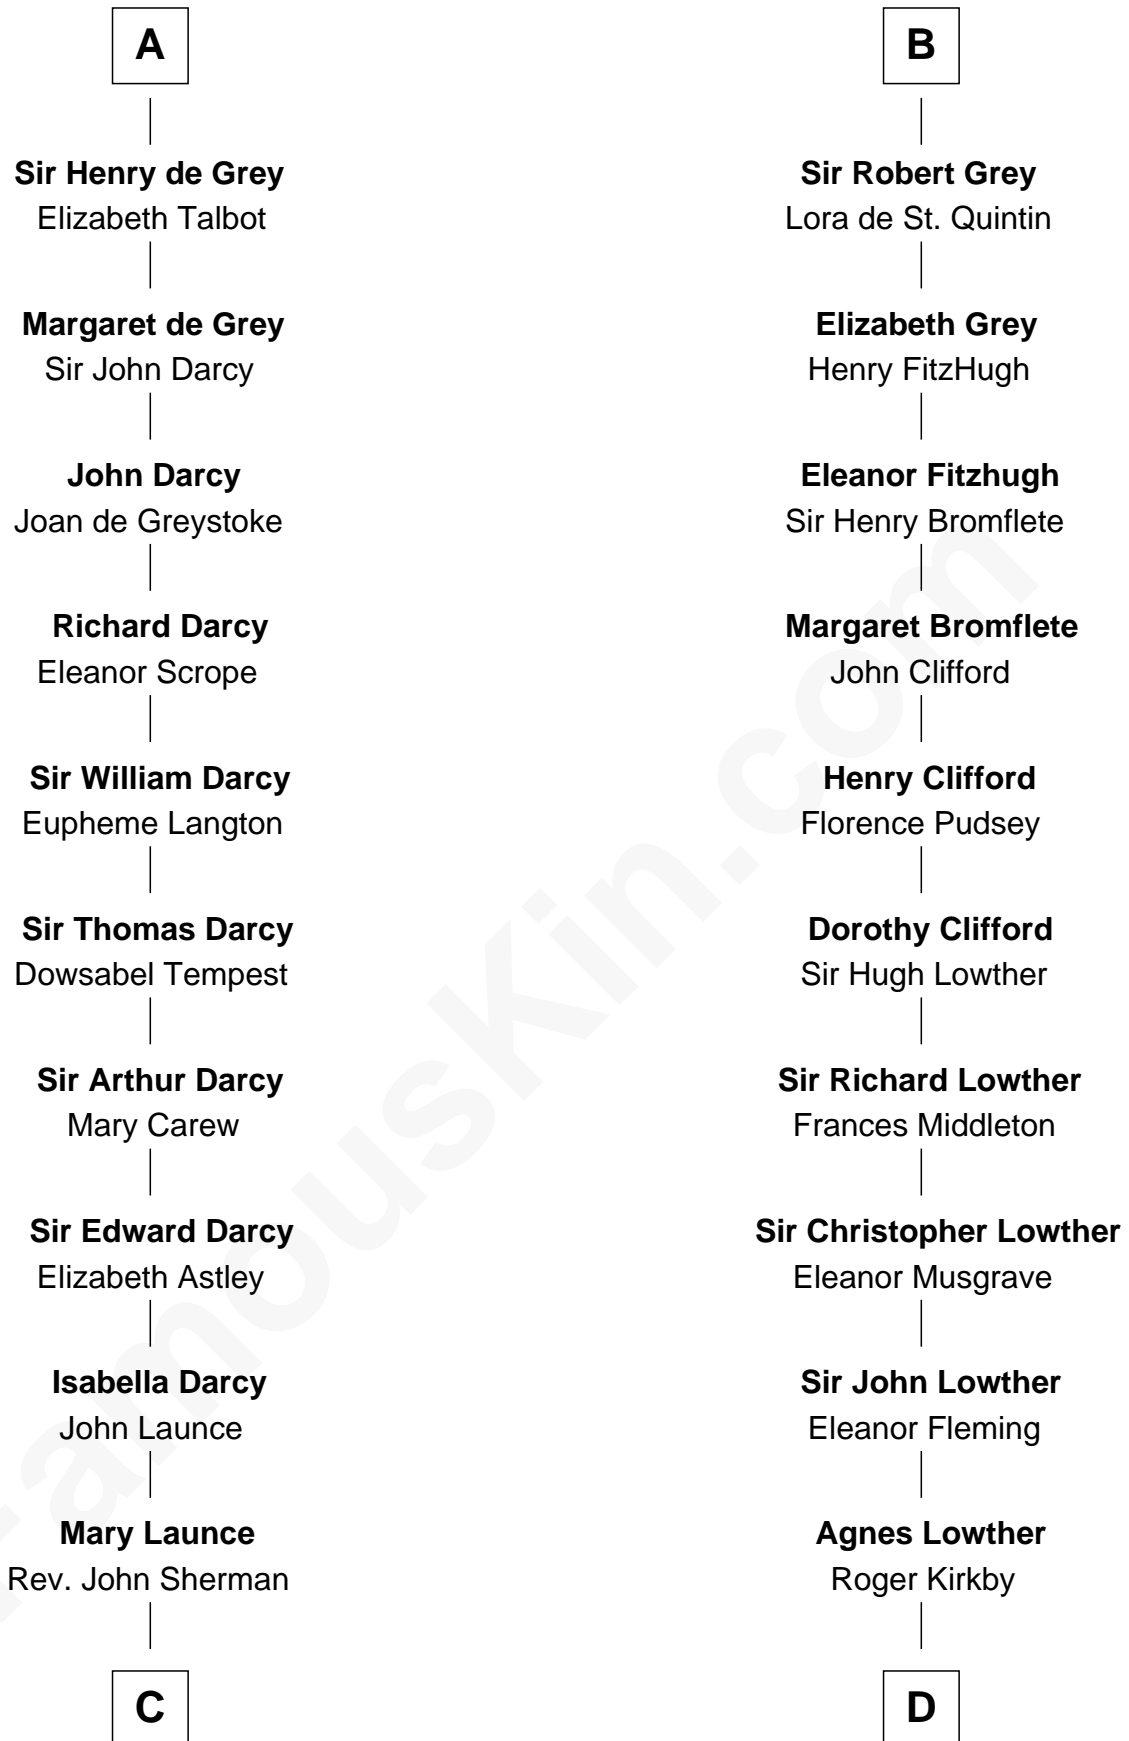 A
Sir Henry de Grey
Elizabeth Talbot
Margaret de Grey
Sir John Darcy
John Darcy
Joan de Greystoke
Richard Darcy
Eleanor Scrope
Sir William Darcy
Eupheme Langton
Sir Thomas Darcy
Dowsabel Tempest
Sir Arthur Darcy
Mary Carew
Sir Edward Darcy
Elizabeth Astley
Isabella Darcy
John Launce
Mary Launce
Rev. John Sherman
C
B
Sir Robert Grey
Lora de St. Quintin
Elizabeth Grey
Henry FitzHugh
Eleanor Fitzhugh
Sir Henry Bromflete
Margaret Bromflete
John Clifford
Henry Clifford
Florence Pudsey
Dorothy Clifford
Sir Hugh Lowther
Sir Richard Lowther
Frances Middleton
Sir Christopher Lowther
Eleanor Musgrave
Sir John Lowther
Eleanor Fleming
Agnes Lowther
Roger Kirkby
D
FamousKin.com